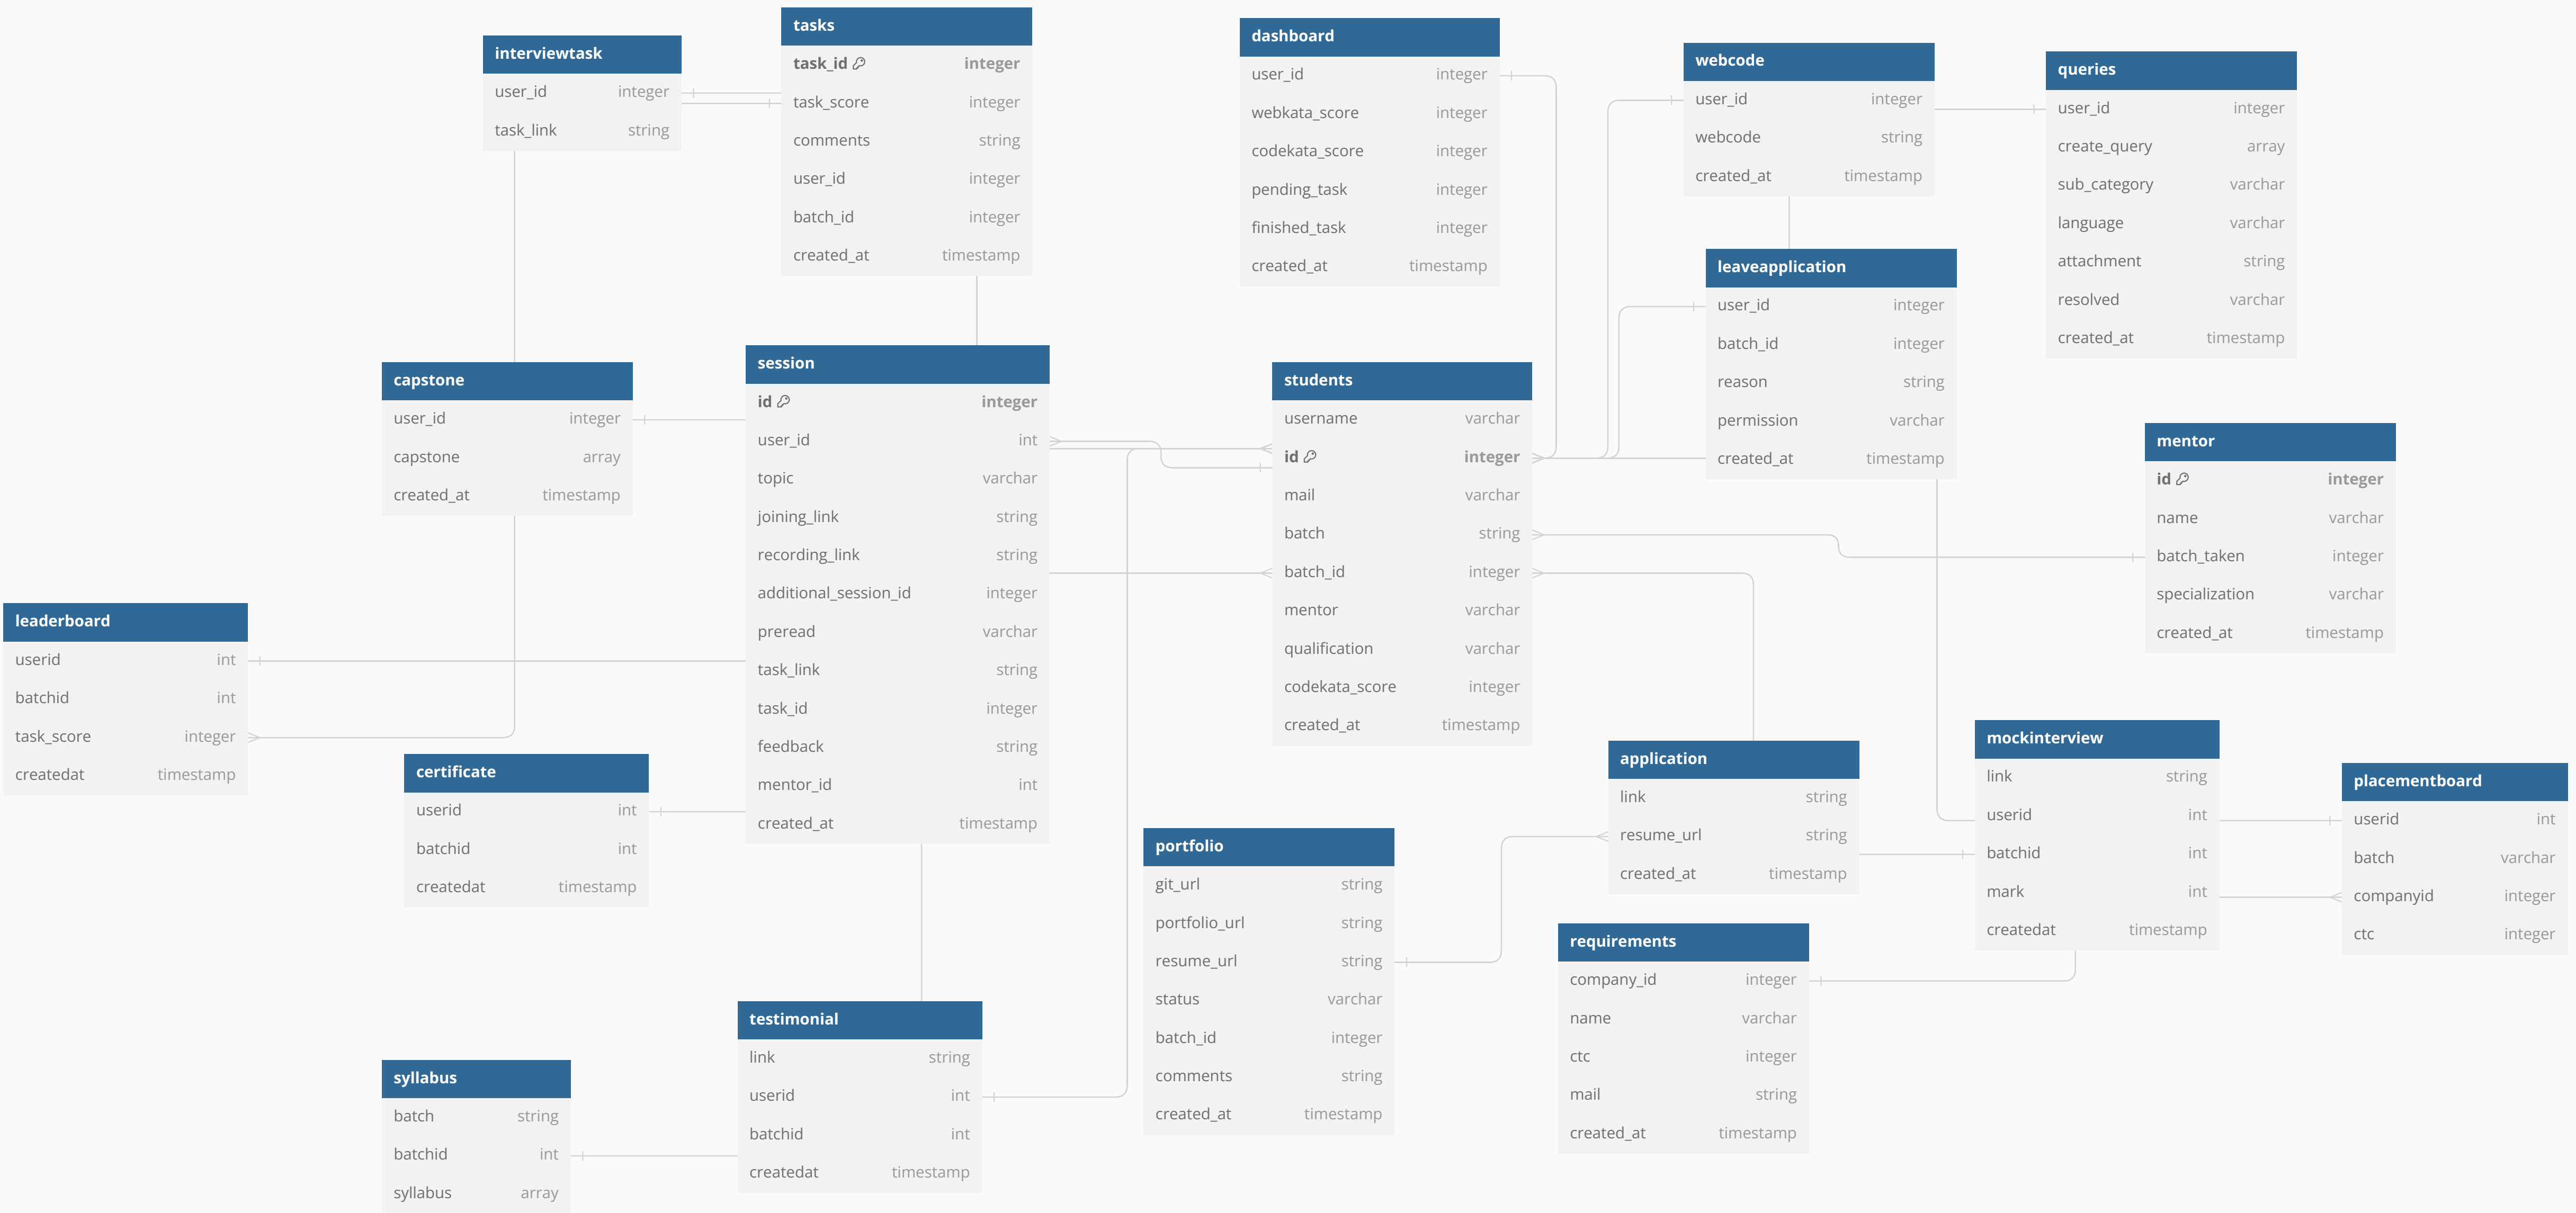 interviewtask
user_id integer
task_link string
tasks
task_id integer
task_score integer
comments string
user_id integer
batch_id integer
created_at timestamp
dashboard
user_id integer
webkata_score integer
codekata_score integer
pending_task integer
finished_task integer
created_at timestamp
webcode
user_id integer
webcode string
created_at timestamp
queries
user_id integer
create_query array
sub_category varchar
language varchar
attachment string
resolved varchar
created_at timestamp
leaveapplication
user_id integer
batch_id integer
reason string
permission varchar
created_at timestamp
capstone
user_id integer
capstone array
created_at timestamp
session
id integer
user_id int
topic varchar
joining_link string
recording_link string
additional_session_id integer
preread varchar
task_link string
task_id integer
feedback string
mentor_id int
created_at timestamp
students
username varchar
id integer
mail varchar
batch string
batch_id integer
mentor varchar
qualification varchar
codekata_score integer
created_at timestamp
mentor
id integer
name varchar
batch_taken integer
specialization varchar
created_at timestamp
leaderboard
userid int
batchid int
task_score integer
createdat timestamp
certificate
userid int
batchid int
createdat timestamp
application
link string
resume_url string
created_at timestamp
mockinterview
link string
userid int
batchid int
mark int
createdat timestamp
placementboard
userid int
batch varchar
companyid integer
ctc integer
portfolio
git_url string
portfolio_url string
resume_url string
status varchar
batch_id integer
comments string
created_at timestamp
requirements
company_id integer
name varchar
ctc integer
mail string
created_at timestamp
testimonial
link string
userid int
batchid int
createdat timestamp
syllabus
batch string
batchid int
syllabus array